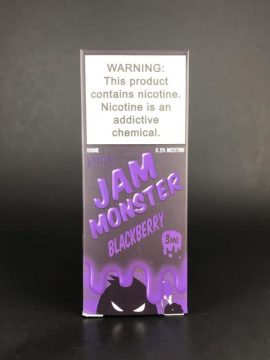 WARNING:
This product
contains nicotine.
Nicotine is an
addictive
chemical.
100ML 0.3% NICOTINE
JAM
MONSTER
BLACKBERRY
3MG